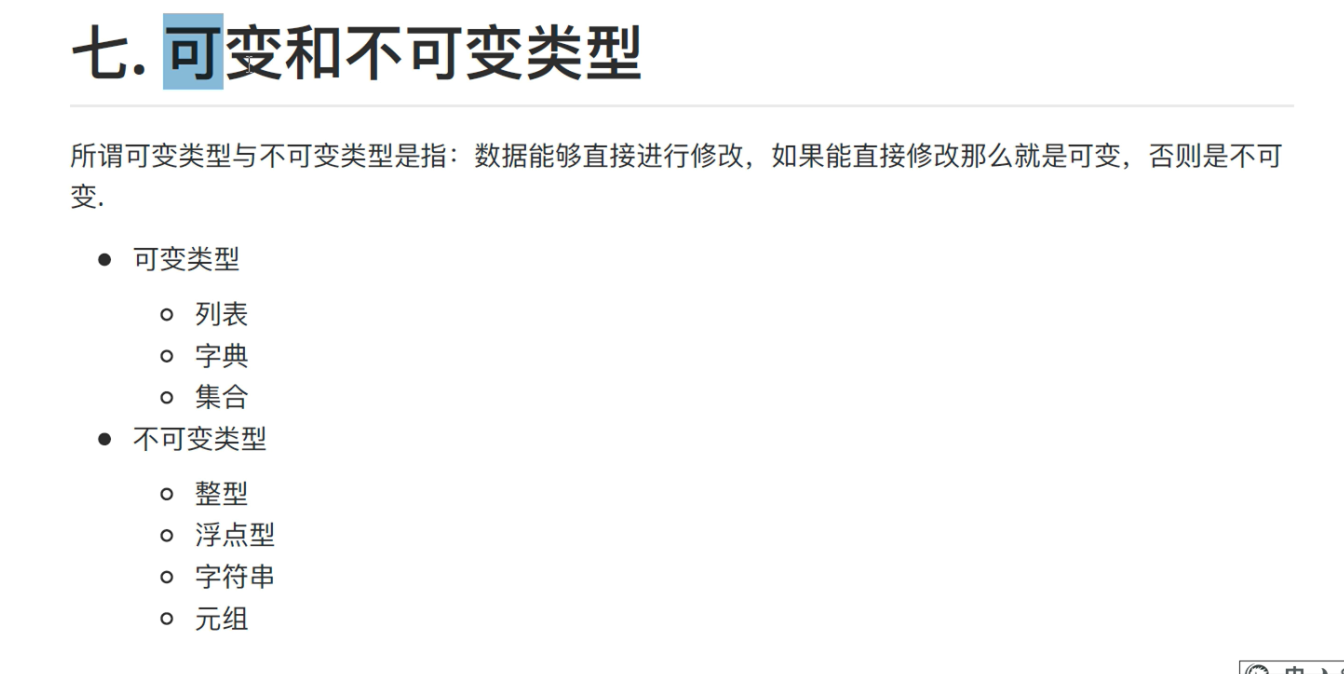 七. 可变和不可变类型
所谓可变类型与不可变类型是指：数据能够直接进行修改，如果能直接修改那么就是可变，否则是不可
变.
可变类型
列表
字典
集合
不可变类型
整型
浮点型
字符串
元组